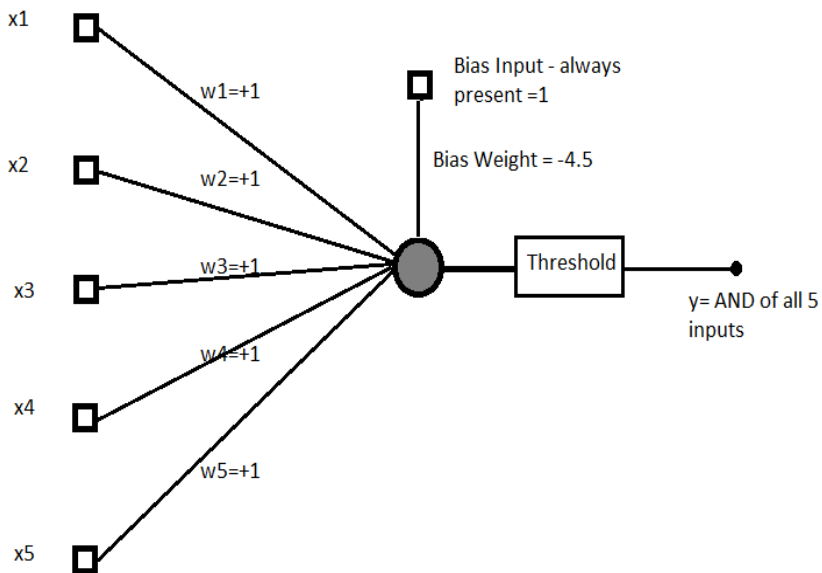 x1
Bias Input - always
present =1
w1=+1
x2
Bias Weight = -4.5
w2=+1
w3=+1
Threshold
x3
y= AND of all 5
inputs
w4=+1
x4
w5=+1
x5